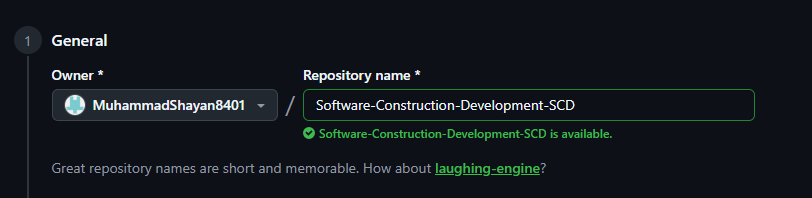 1 General
Owner * Repository name *
MuhammadShayan8401 / Software-Construction-Development-SCD
Software-Construction-Development-SCD is available.
Great repository names are short and memorable. How about laughing-engine?